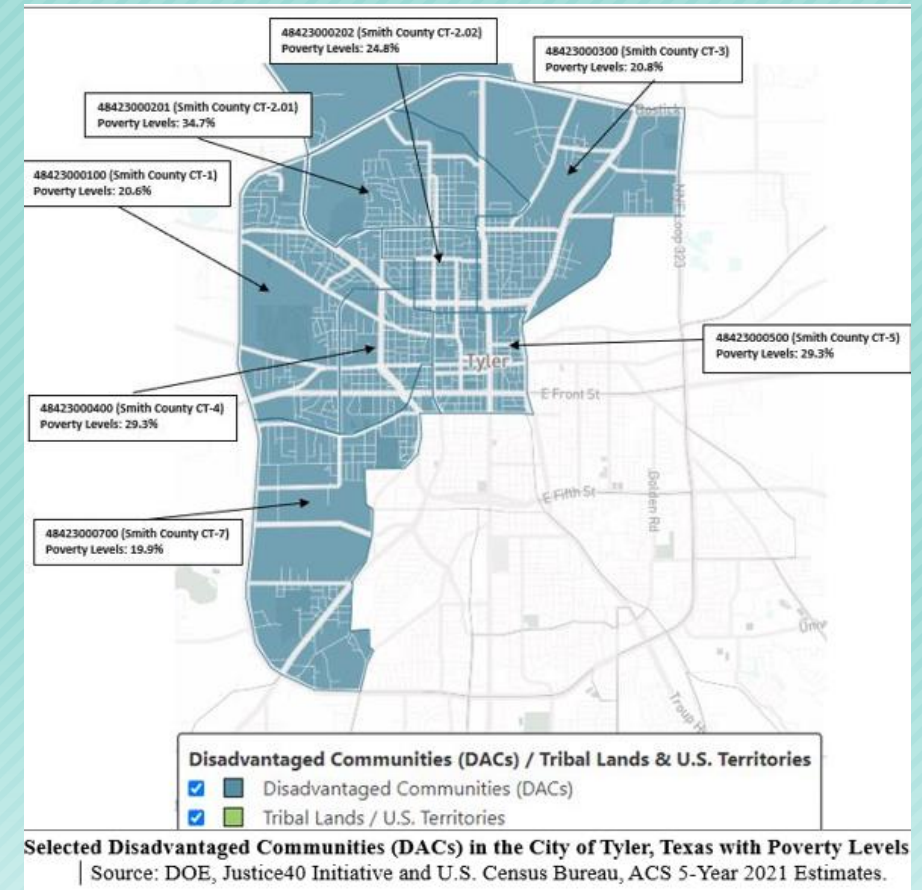 48423000202 (Smith County CT-2.02)
Poverty Levels: 24.8%
48423000300 (Smith County CT-3)
Poverty Levels: 20.8%
48423000201 (Smith County CT-2.01)
Poverty Levels: 34.7%
Bostick
48423000100 (Smith County CT-1)
Poverty Levels: 20.6%
Loop 323
48423000500 (Smith County CT-5)
Poverty Levels: 29.3%
Tyler
E Front St
48423000400 (Smith County CT-4)
Poverty Levels: 29.3%
E Fifth St
Golden Rd
48423000700 (Smith County CT-7)
Poverty Levels: 19.9%
Univ
Troup H
Disadvantaged Communities (DACs) / Tribal Lands & U.S. Territories
Disadvantaged Communities (DACs)
Tribal Lands / U.S. Territories
Selected Disadvantaged Communities (DACs) in the City of Tyler, Texas with Poverty Levels
| Source: DOE, Justice40 Initiative and U.S. Census Bureau, ACS 5-Year 2021 Estimates.